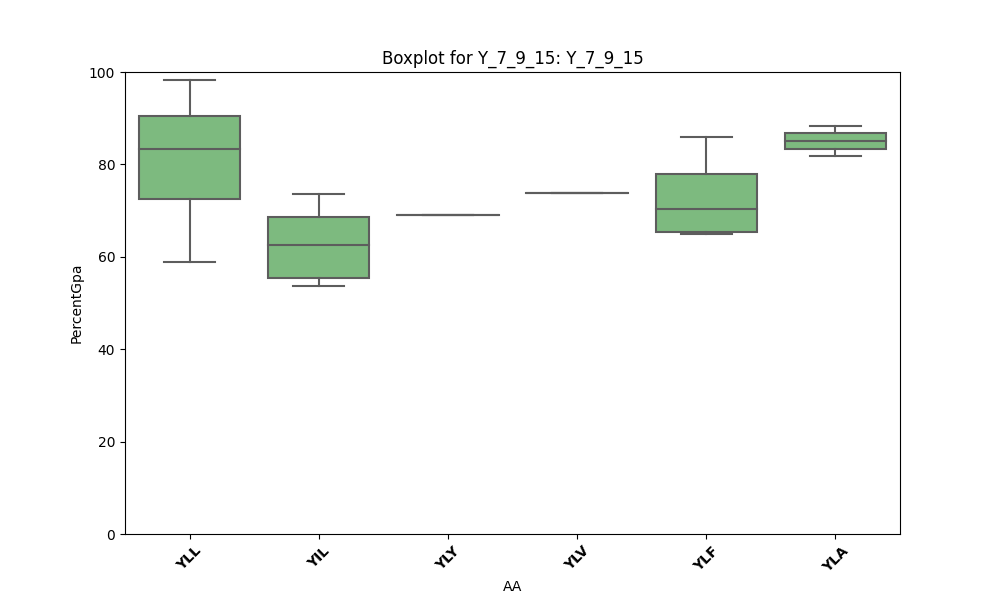 Boxplot for Y_7_9_15: Y_7_9_15
PercentGpa
100
80
60
40
20
0
YLL
YIL
YLY
YLV
YLF
YLA
AA